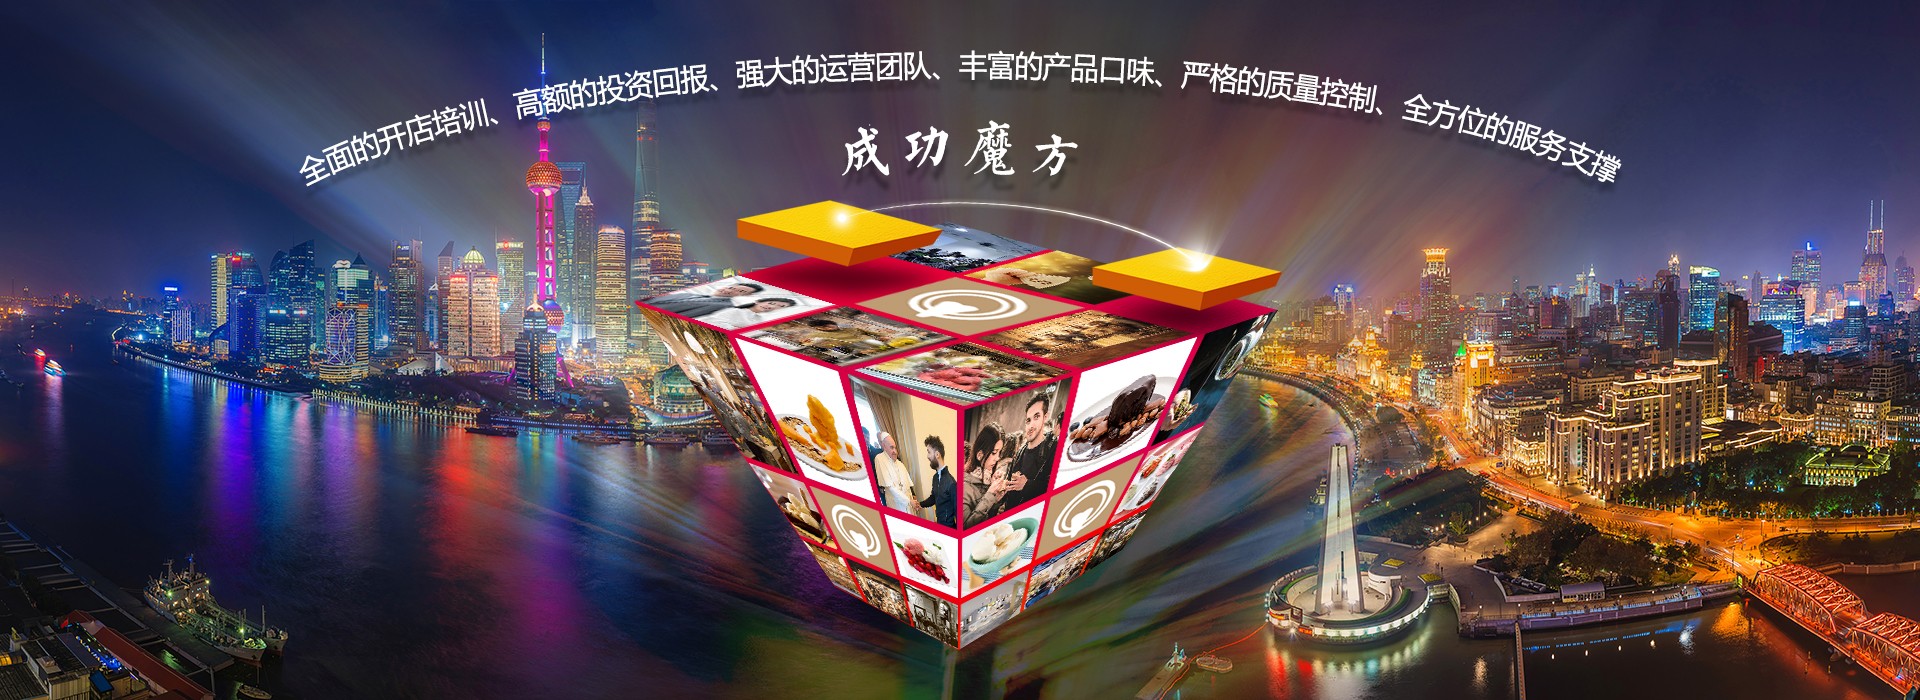 全面的开店培训、高额的投资回报、强大的运营团队、丰富的产品口味、严格的质量控制、全方位的服务支撑
成功魔方